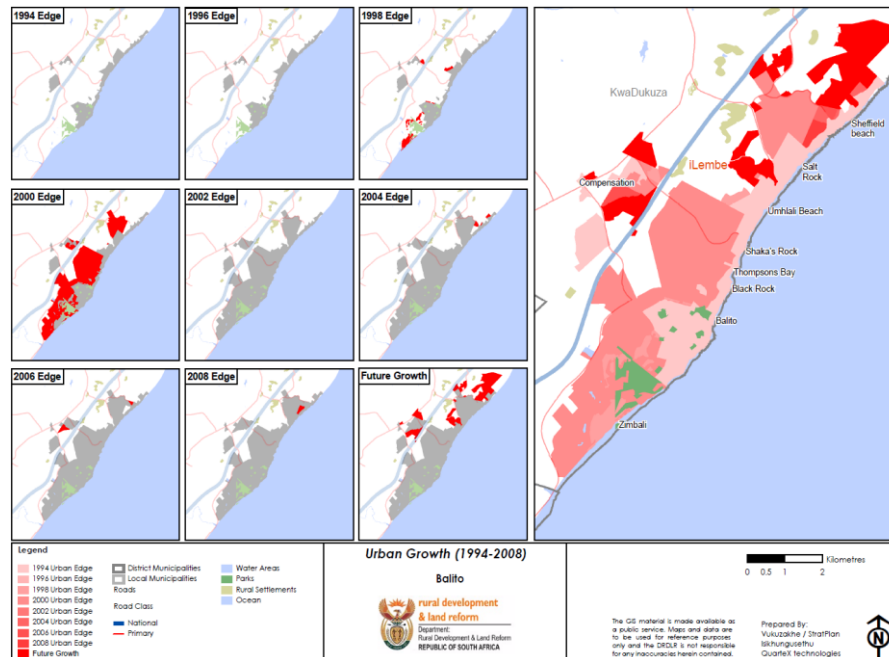 1994 Edge
1996 Edge
1998 Edge
2000 Edge
2002 Edge
2004 Edge
2006 Edge
2008 Edge
Future Growth
KwaDukuza
Sheffield
beach
iLembe
Salt
Rock
Compensation
Umhlali Beach
Shaka's Rock
Thompsons Bay
Black Rock
Balito
Zimbali
Legend
1994 Urban Edge
1996 Urban Edge
1998 Urban Edge
2000 Urban Edge
2002 Urban Edge
2004 Urban Edge
2006 Urban Edge
2008 Urban Edge
Future Growth
District Municipalities
Local Municipalities
Roads
Road Class
National
Primary
Water Areas
Parks
Rural Settlements
Ocean
Urban Growth (1994-2008)
Balito
rural development
& land reform
Department:
Rural Development & Land Reform
REPUBLIC OF SOUTH AFRICA
Kilometres
0 0.5 1 2
The GIS material is made available as
a public service. Maps and data are
to be used for reference purposes
only and the DRDLR is not responsible
for any inaccuracies herein contained.
Prepared By:
Vukuzakhe / StratPlan
Isikhungusethu
QuarteX technologies
N